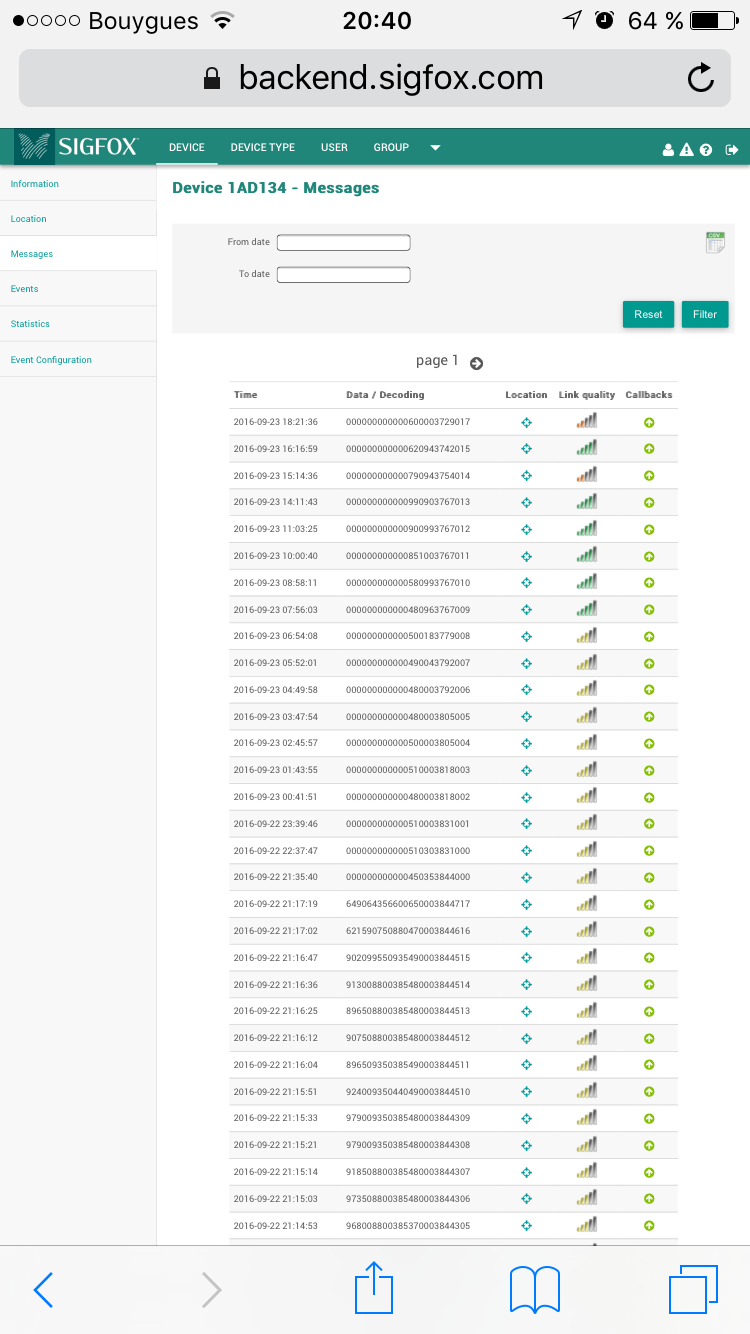 Bouygues 20:40 64 %
backend.sigfox.com
SIGFOX DEVICE DEVICE TYPE USER GROUP
Information
Location
Messages
Events
Statistics
Event Configuration
Device 1AD134 - Messages
From date
CSV
To date
Reset Filter
page 1
Time Data / Decoding Location Link quality Callbacks
2016-09-23 18:21:36 000000000000600003729017
2016-09-23 16:16:59 000000000000620943742015
2016-09-23 15:14:36 000000000000790943754014
2016-09-23 14:11:43 000000000000990903767013
2016-09-23 11:03:25 000000000000900993767012
2016-09-23 10:00:40 000000000000851003767011
2016-09-23 08:58:11 000000000000580993767010
2016-09-23 07:56:03 000000000000480963767009
2016-09-23 06:54:08 000000000000500183779008
2016-09-23 05:52:01 000000000000490043792007
2016-09-23 04:49:58 000000000000480003792006
2016-09-23 03:47:54 000000000000480003805005
2016-09-23 02:45:57 000000000000500003805004
2016-09-23 01:43:55 000000000000510003818003
2016-09-23 00:41:51 000000000000480003818002
2016-09-22 23:39:46 000000000000510003831001
2016-09-22 22:37:47 000000000000510303831000
2016-09-22 21:35:40 000000000000450353844000
2016-09-22 21:17:19 649064356600650003844717
2016-09-22 21:17:02 621590750880470003844616
2016-09-22 21:16:47 902099550935490003844515
2016-09-22 21:16:36 913008800385480003844514
2016-09-22 21:16:25 896508800385480003844513
2016-09-22 21:16:12 907508800385480003844512
2016-09-22 21:16:04 896509350385490003844511
2016-09-22 21:15:51 924009350440490003844510
2016-09-22 21:15:33 979009350385480003844309
2016-09-22 21:15:21 979009350385480003844308
2016-09-22 21:15:14 918508800385480003844307
2016-09-22 21:15:03 973508800385480003844306
2016-09-22 21:14:53 968008800385370003844305